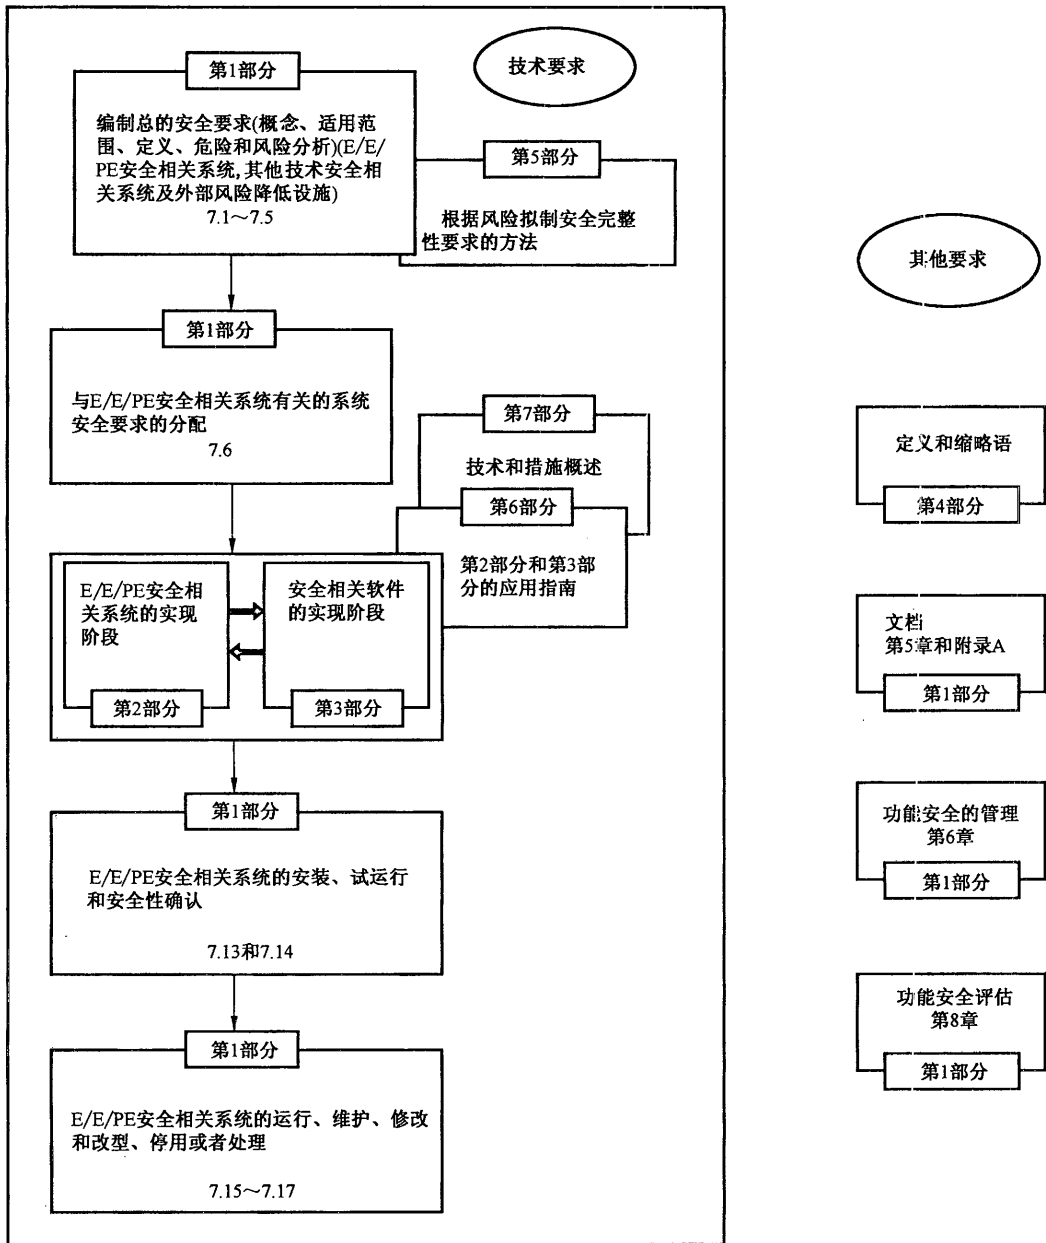 技术要求
第1部分
编制总的安全要求(概念、适用范
围、定义、危险和风险分析)(E/E/
PE安全相关系统,其他技术安全相
关系统及外部风险降低设施)
7.1～7.5
第5部分
根据风险拟制安全完整
性要求的方法
第1部分
与E/E/PE安全相关系统有关的系统
安全要求的分配
7.6
第7部分
技术和措施概述
第6部分
第2部分和第3部
分的应用指南
E/E/PE安全相
关系统的实现
阶段
第2部分
安全相关软件
的实现阶段
第3部分
第1部分
E/E/PE安全相关系统的安装、试运行
和安全性确认
7.13和7.14
第1部分
E/E/PE安全相关系统的运行、维护、修改
和改型、停用或者处理
7.15～7.17
其他要求
定义和缩略语
第4部分
文档
第5章和附录A
第1部分
功能安全的管理
第6章
第1部分
功能安全评估
第8章
第1部分